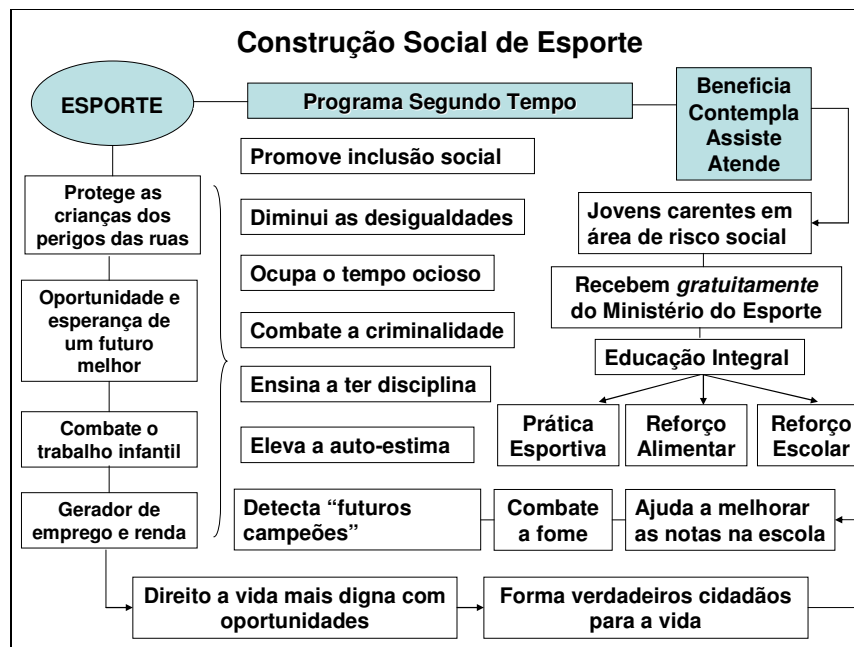 Construção Social de Esporte
ESPORTE
Programa Segundo Tempo
Beneficia
Contempla
Assiste
Atende
Protege as
crianças dos
perigos das ruas
Oportunidade e
esperança de
um futuro
melhor
Combate o
trabalho infantil
Gerador de
emprego e renda
Promove inclusão social
Diminui as desigualdades
Ocupa o tempo ocioso
Combate a criminalidade
Ensina a ter disciplina
Eleva a auto-estima
Detecta “futuros
campeões”
Jovens carentes em
área de risco social
Recebem gratuitamente
do Ministério do Esporte
Educação Integral
Prática
Esportiva
Reforço
Alimentar
Reforço
Escolar
Combate
a fome
Ajuda a melhorar
as notas na escola
Direito a vida mais digna com
oportunidades
Forma verdadeiros cidadãos
para a vida